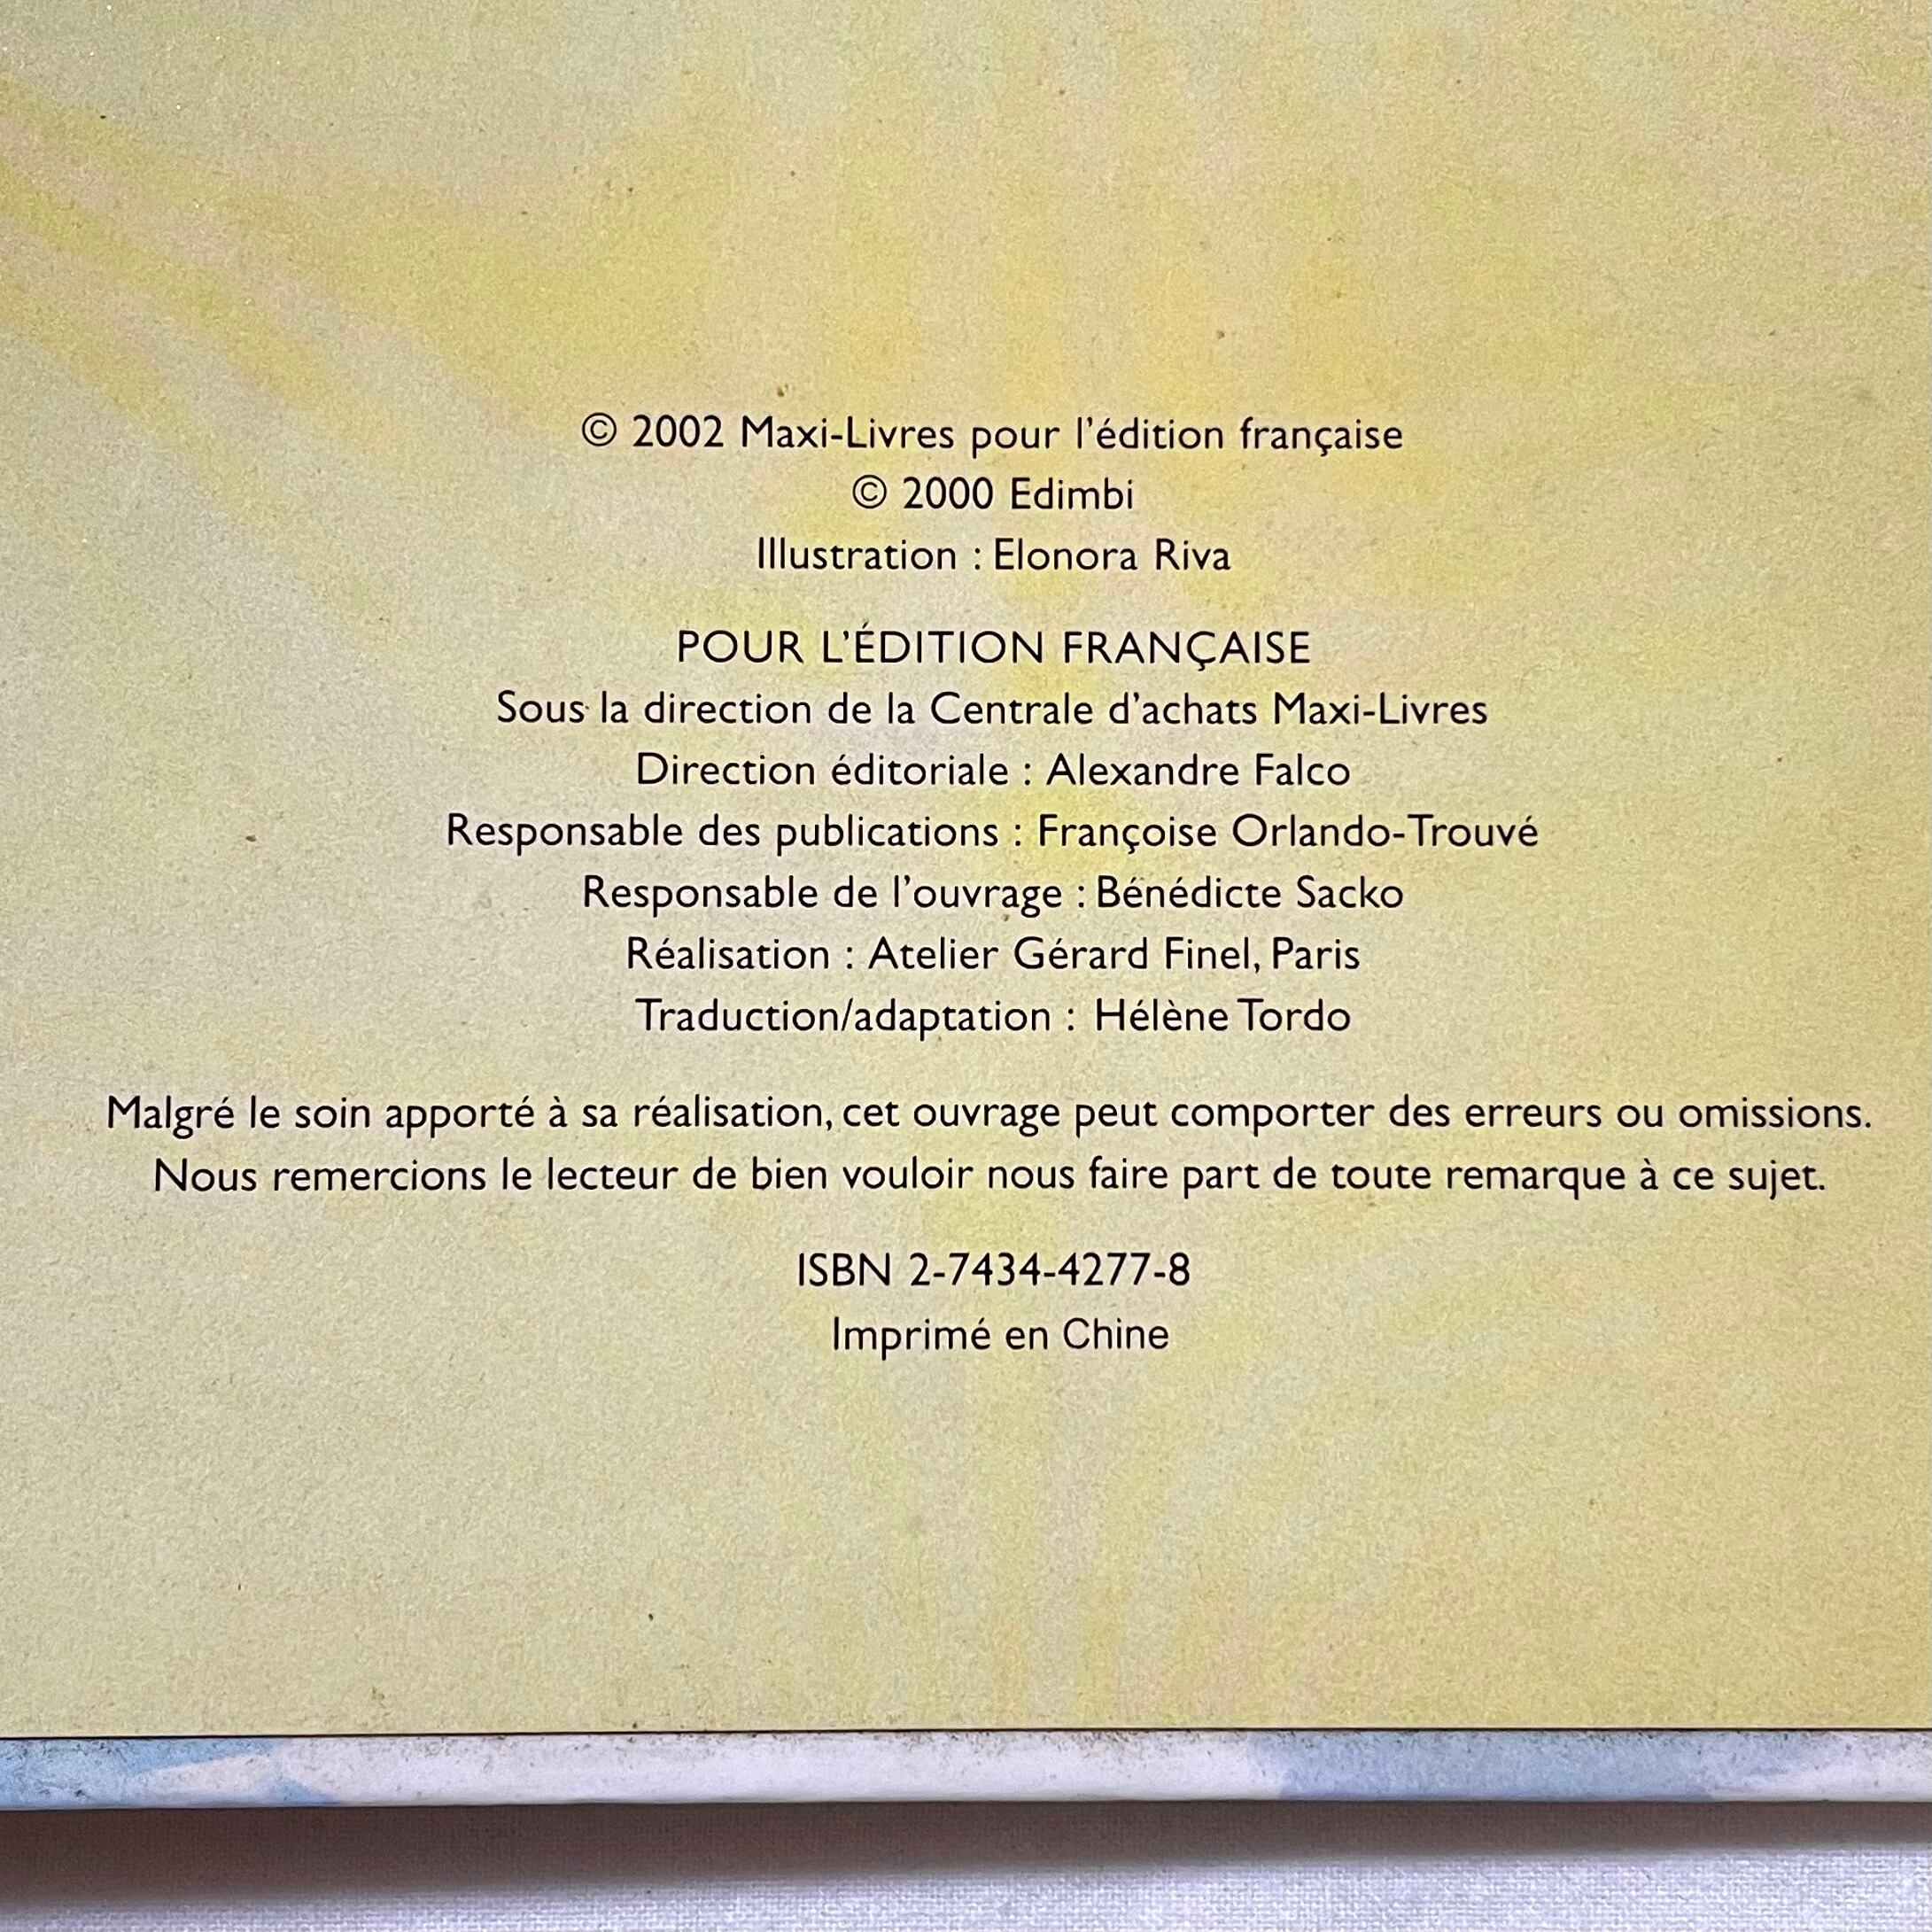 © 2002 Maxi-Livres pour l’édition française
© 2000 Edimbi
Illustration : Elonora Riva
POUR L’ÉDITION FRANÇAISE
Sous la direction de la Centrale d’achats Maxi-Livres
Direction éditoriale : Alexandre Falco
Responsable des publications : Françoise Orlando-Trouvé
Responsable de l’ouvrage : Bénédicte Sacko
Réalisation : Atelier Gérard Finel, Paris
Traduction/adaptation : Hélène Tordo
Malgré le soin apporté à sa réalisation, cet ouvrage peut comporter des erreurs ou omissions.
Nous remercions le lecteur de bien vouloir nous faire part de toute remarque à ce sujet.
ISBN 2-7434-4277-8
Imprimé en Chine